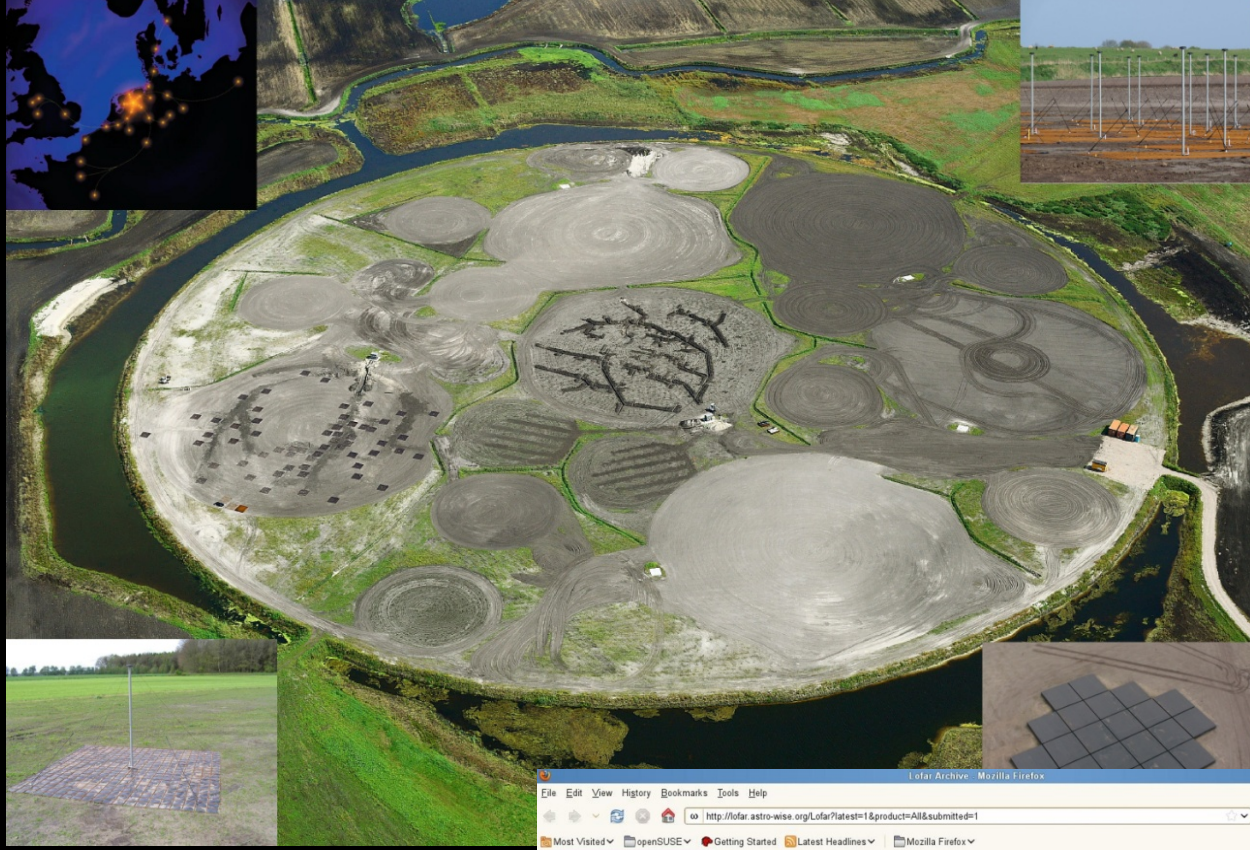 Lofar Archive - Mozilla Firefox
File Edit View History Bookmarks Tools Help
http://lofar.astro-wise.org/Lofar?latest=1&product=All&submitted=1
Most Visited openSUSE Getting Started Latest Headlines Mozilla Firefox